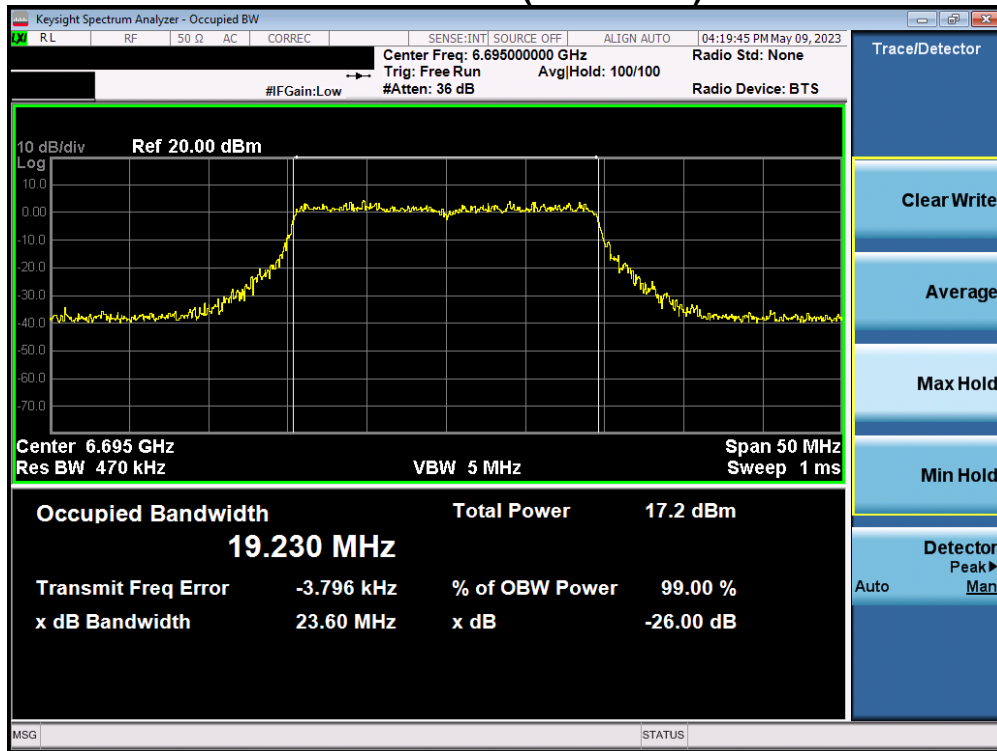 Keysight Spectrum Analyzer - Occupied BW
LXI RL RF 50 Ω AC CORREC SENSE:INT SOURCE OFF ALIGN AUTO 04:19:45 PM May 09, 2023
Center Freq: 6.695000000 GHz Radio Std: None
Trig: Free Run Avg|Hold: 100/100
#IFGain:Low #Atten: 36 dB Radio Device: BTS
10 dB/div Ref 20.00 dBm
Log
10.0
0.00
-10.0
-20.0
-30.0
-40.0
-50.0
-60.0
-70.0
Center 6.695 GHz Span 50 MHz
Res BW 470 kHz VBW 5 MHz Sweep 1 ms
Occupied Bandwidth Total Power 17.2 dBm
19.230 MHz
Transmit Freq Error -3.796 kHz % of OBW Power 99.00 %
x dB Bandwidth 23.60 MHz x dB -26.00 dB
MSG STATUS
Trace/Detector
Clear Write
Average
Max Hold
Min Hold
Detector
Peak▶
Auto Man